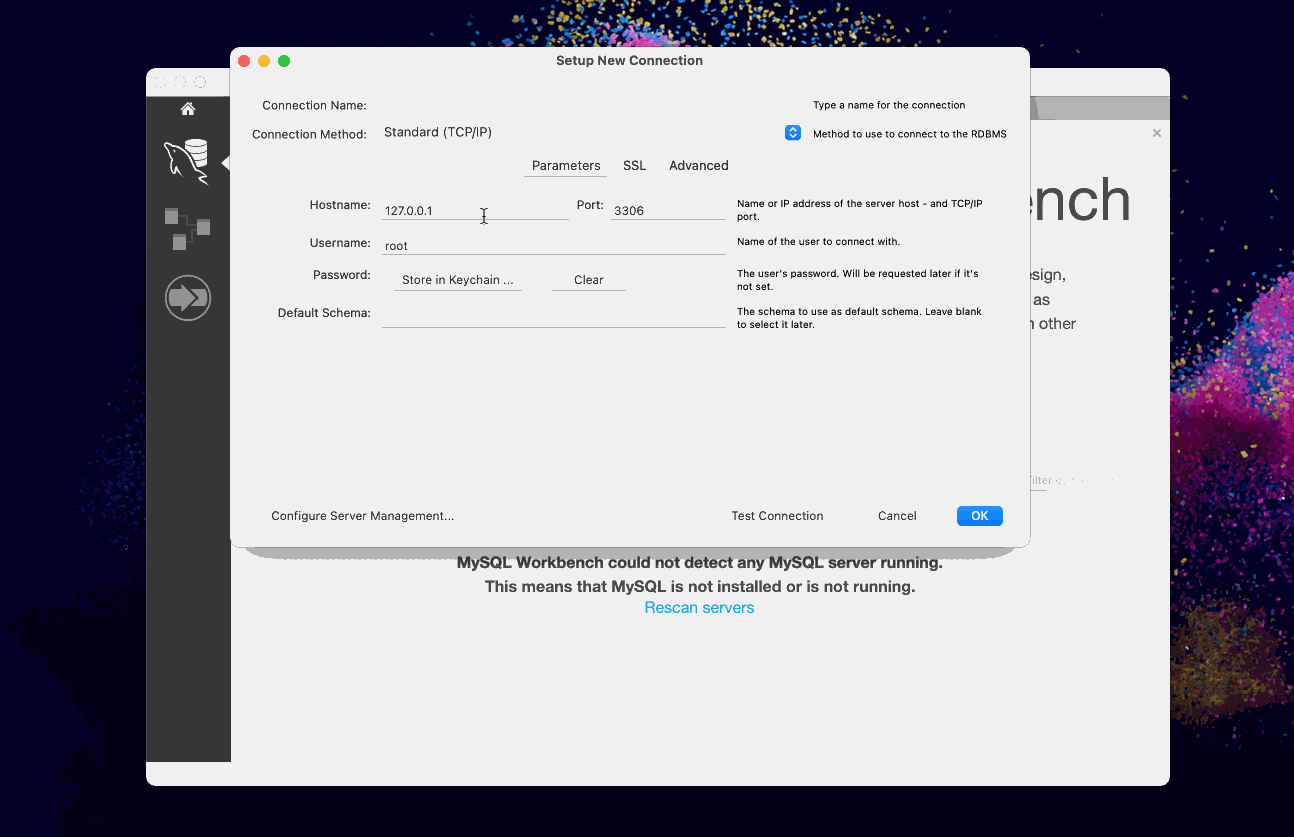 Setup New Connection
Connection Name:
Type a name for the connection
Connection Method:
Standard (TCP/IP)
Method to use to connect to the RDBMS
Parameters
SSL
Advanced
Hostname:
127.0.0.1
Port:
3306
Name or IP address of the server host - and TCP/IP
port.
Username:
root
Name of the user to connect with.
Password:
Store in Keychain ...
Clear
The user's password. Will be requested later if it's
not set.
Default Schema:
The schema to use as default schema. Leave blank
to select it later.
Configure Server Management...
Test Connection
Cancel
OK
as
other
MySQL Workbench could not detect any MySQL server running.
This means that MySQL is not installed or is not running.
Rescan servers